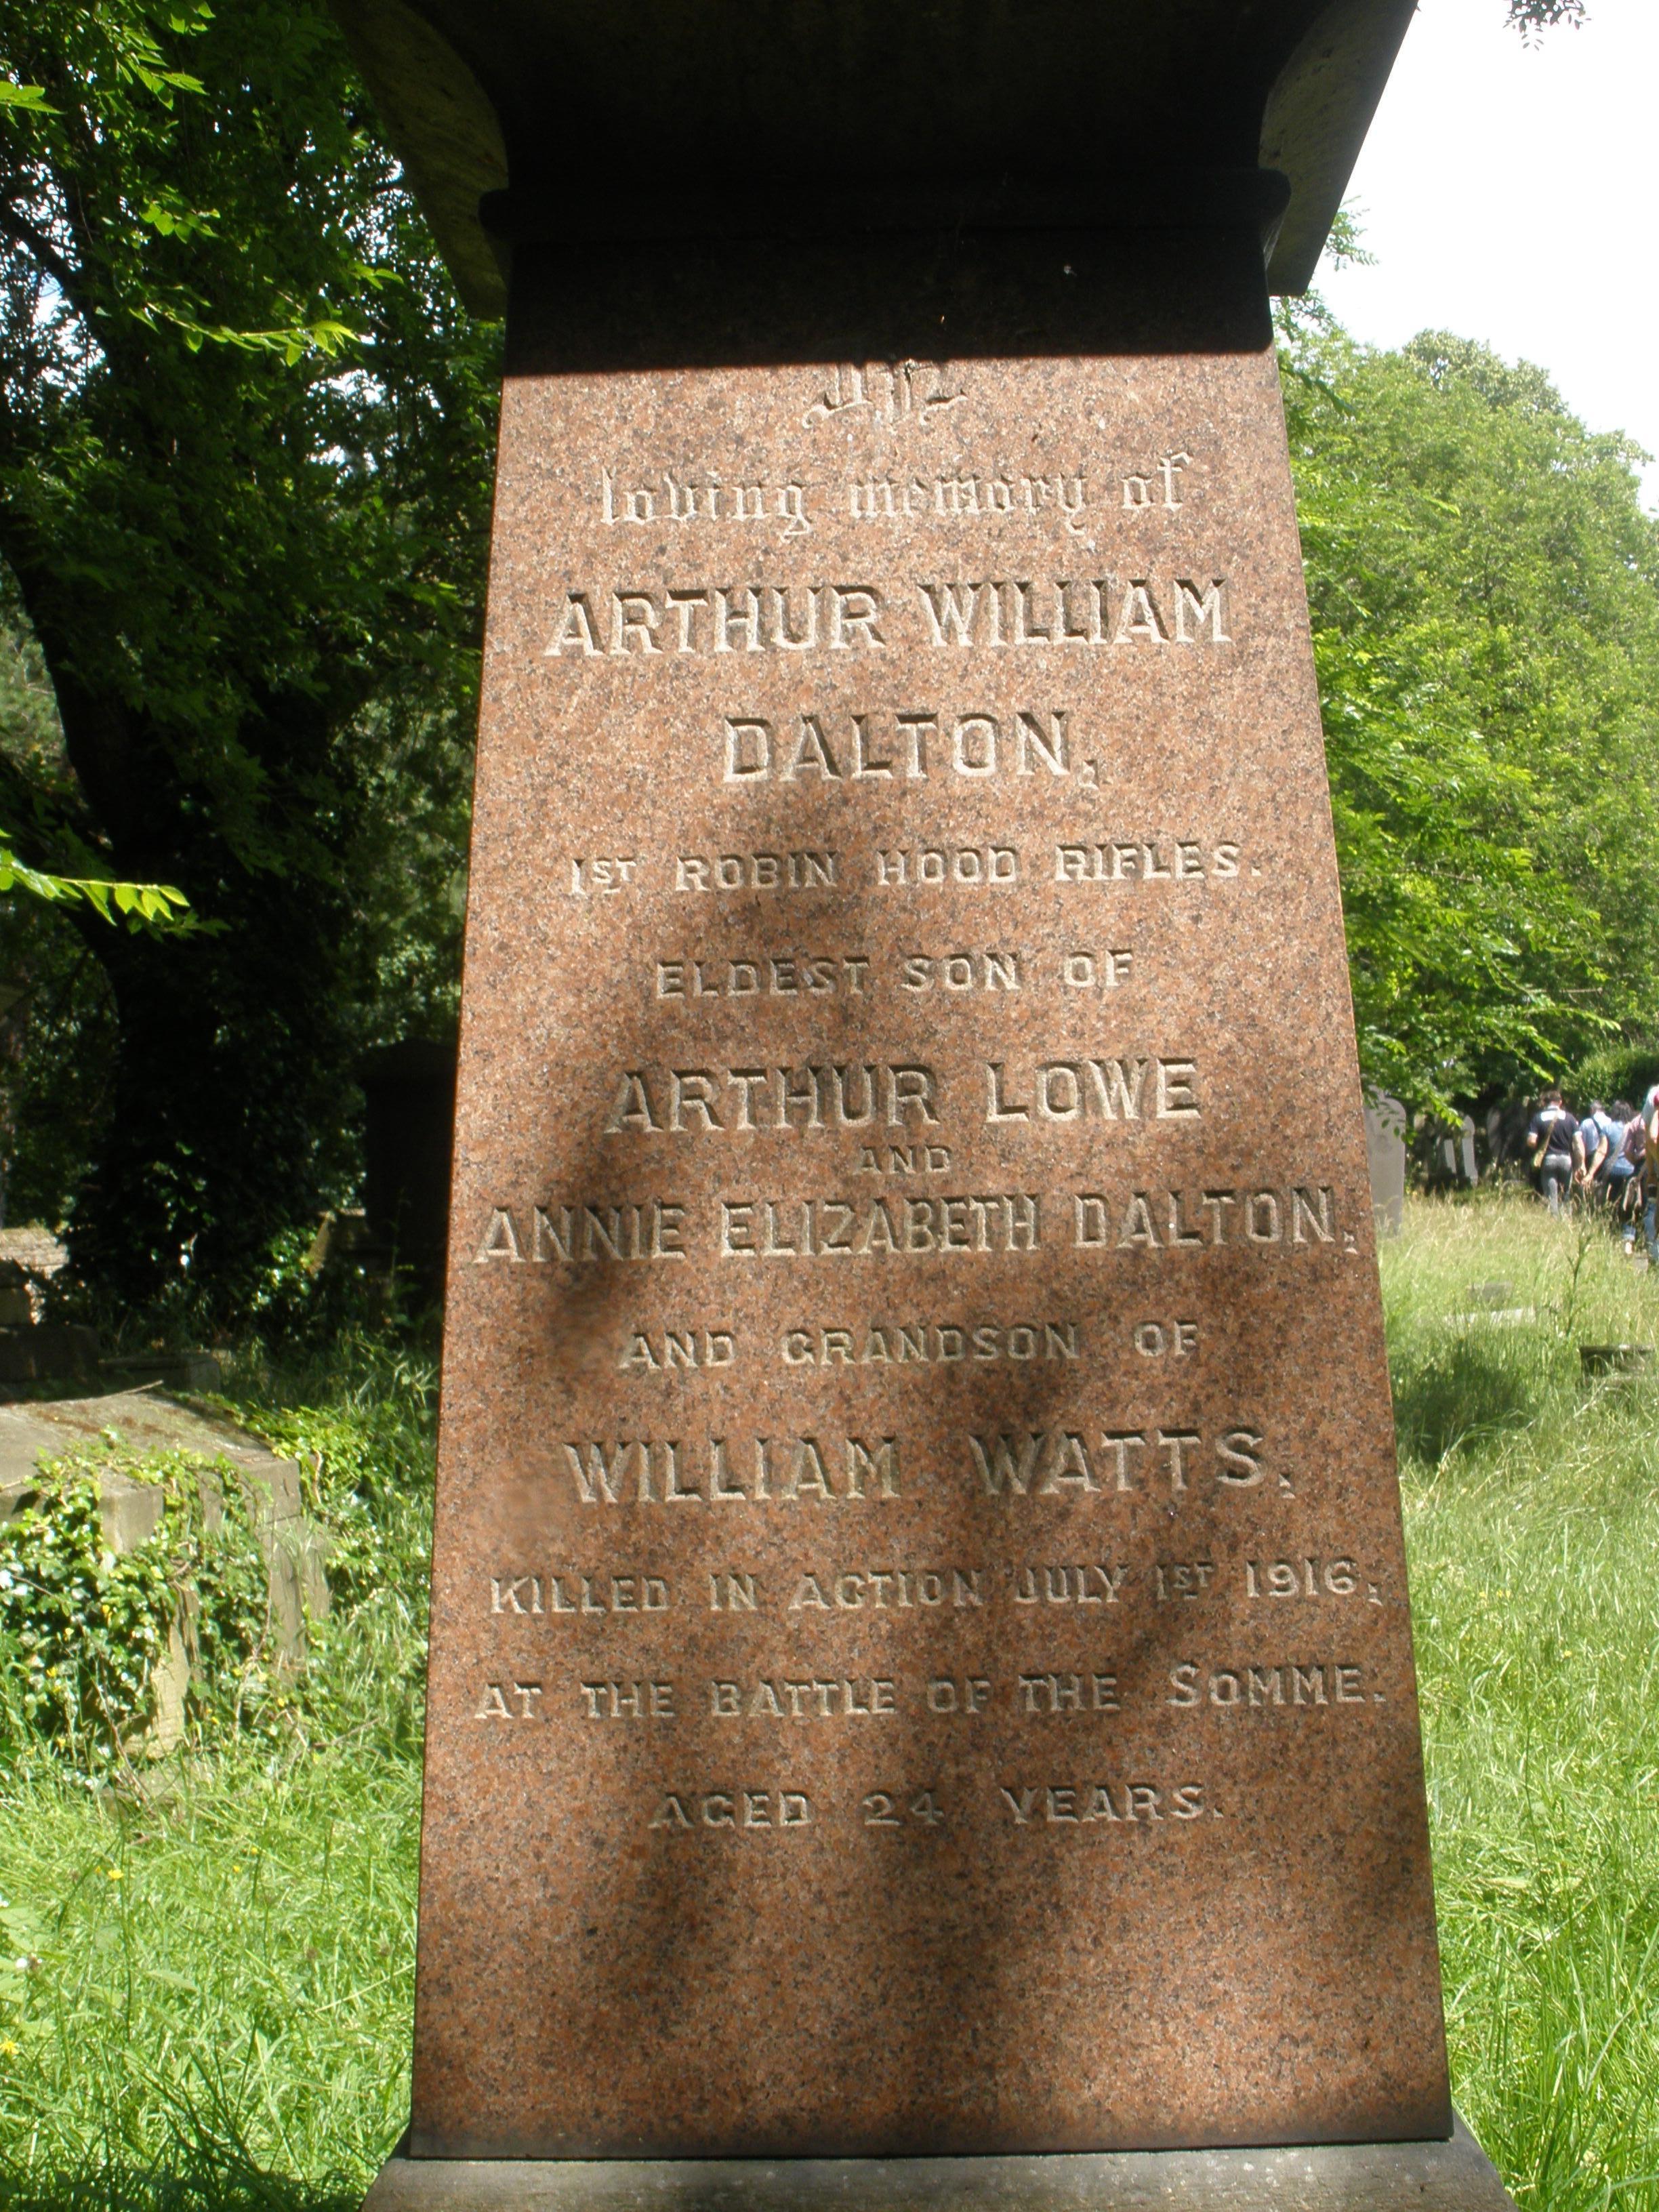 In
loving memory of
ARTHUR WILLIAM
DALTON,
1ST ROBIN HOOD RIFLES.
ELDEST SON OF
ARTHUR LOWE
AND
ANNIE ELIZABETH DALTON,
AND GRANDSON OF
WILLIAM WATTS,
KILLED IN ACTION JULY 1ST 1916,
AT THE BATTLE OF THE SOMME.
AGED 24 YEARS.